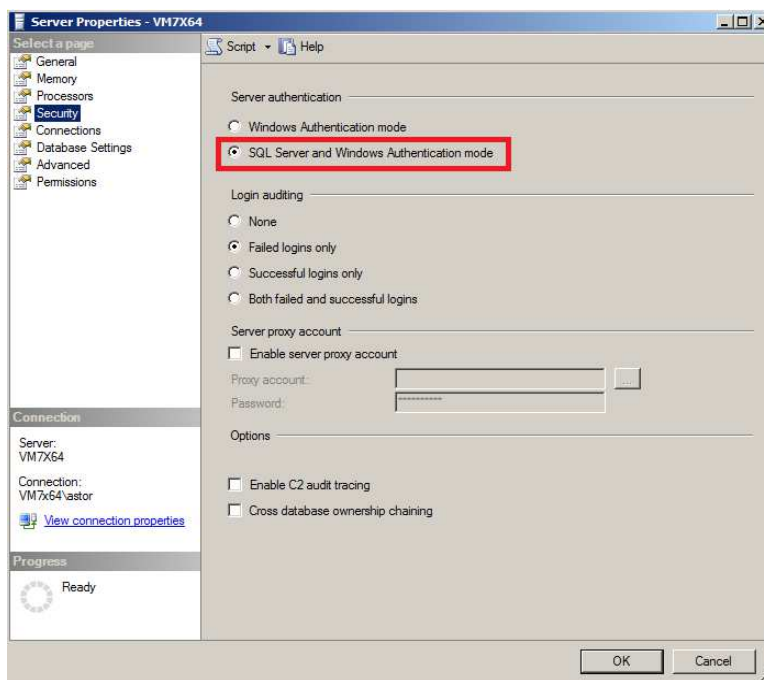 Server Properties - VM7X64
Select a page
General
Memory
Processors
Security
Connections
Database Settings
Advanced
Permissions
Connection
Server:
VM7X64
Connection:
VM7x64\astor
View connection properties
Progress
Ready
Script Help
Server authentication
Windows Authentication mode
SQL Server and Windows Authentication mode
Login auditing
None
Failed logins only
Successful logins only
Both failed and successful logins
Server proxy account
Enable server proxy account
Proxy account:
...
Password:
**********
Options
Enable C2 audit tracing
Cross database ownership chaining
OK Cancel